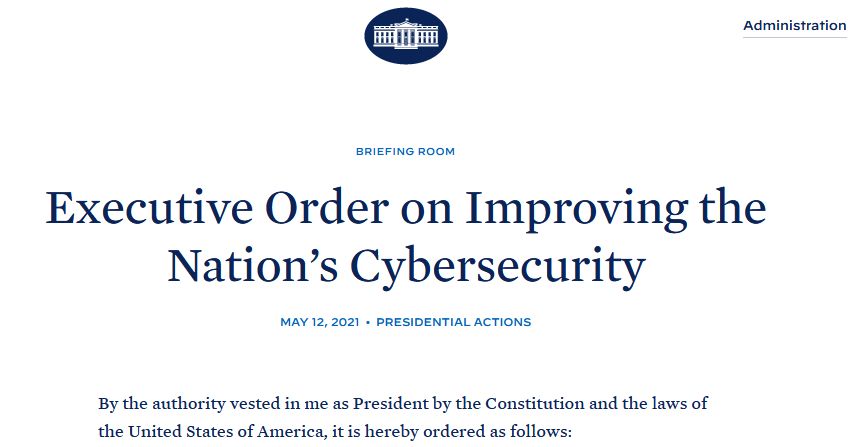 Administration
BRIEFING ROOM
Executive Order on Improving the
Nation’s Cybersecurity
MAY 12, 2021 • PRESIDENTIAL ACTIONS
By the authority vested in me as President by the Constitution and the laws of
the United States of America, it is hereby ordered as follows: